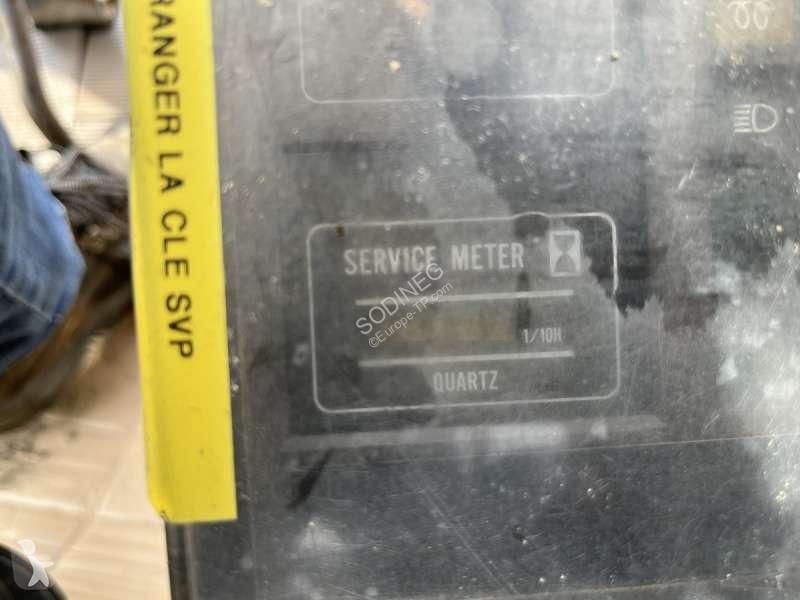 RANGER LA CLE SVP
SERVICE METER
1/10H
QUARTZ
SODINEG
©Europe-TP.com